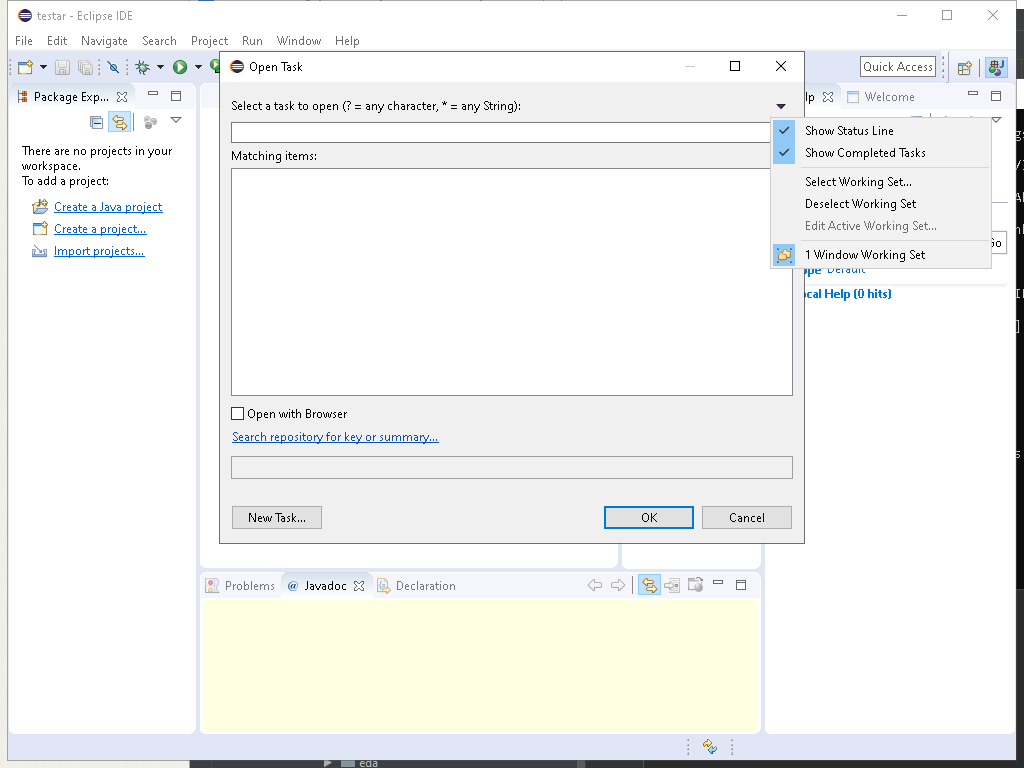 testar - Eclipse IDE
File Edit Navigate Search Project Run Window Help
Quick Access
Package Exp...
There are no projects in your
workspace.
To add a project:
Create a Java project
Create a project...
Import projects...
Open Task
Select a task to open (? = any character, * = any String):
Matching items:
Open with Browser
Search repository for key or summary...
New Task... OK Cancel
lp Welcome
Show Status Line
Show Completed Tasks
Select Working Set...
Deselect Working Set
Edit Active Working Set...
1 Window Working Set
Go
ope Default
cal Help (0 hits)
Problems @ Javadoc Declaration
eda